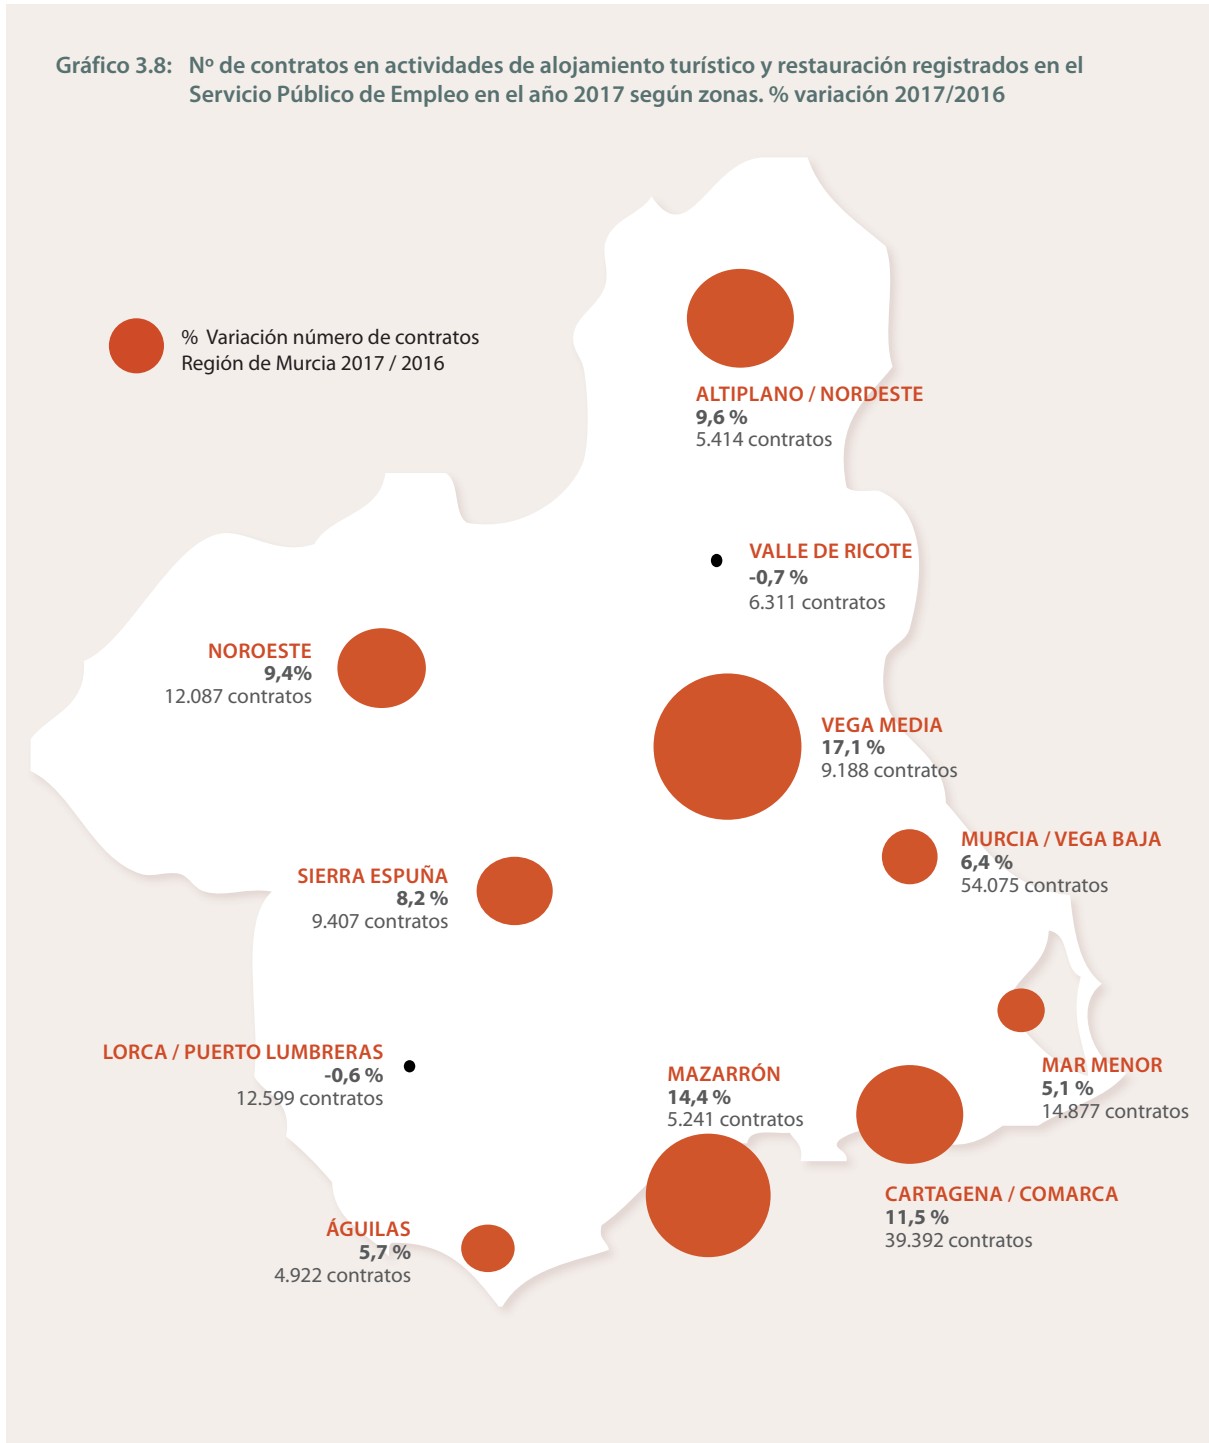 Gráfico 3.8: Nº de contratos en actividades de alojamiento turístico y restauración registrados en el
Servicio Público de Empleo en el año 2017 según zonas. % variación 2017/2016
% Variación número de contratos
Región de Murcia 2017 / 2016
ALTIPLANO / NORDESTE
9,6 %
5.414 contratos
VALLE DE RICOTE
-0,7 %
6.311 contratos
NOROESTE
9,4%
12.087 contratos
VEGA MEDIA
17,1 %
9.188 contratos
MURCIA / VEGA BAJA
6,4 %
54.075 contratos
SIERRA ESPUÑA
8,2 %
9.407 contratos
LORCA / PUERTO LUMBRERAS
-0,6 %
12.599 contratos
MAZARRÓN
14,4 %
5.241 contratos
MAR MENOR
5,1 %
14.877 contratos
CARTAGENA / COMARCA
11,5 %
39.392 contratos
ÁGUILAS
5,7 %
4.922 contratos